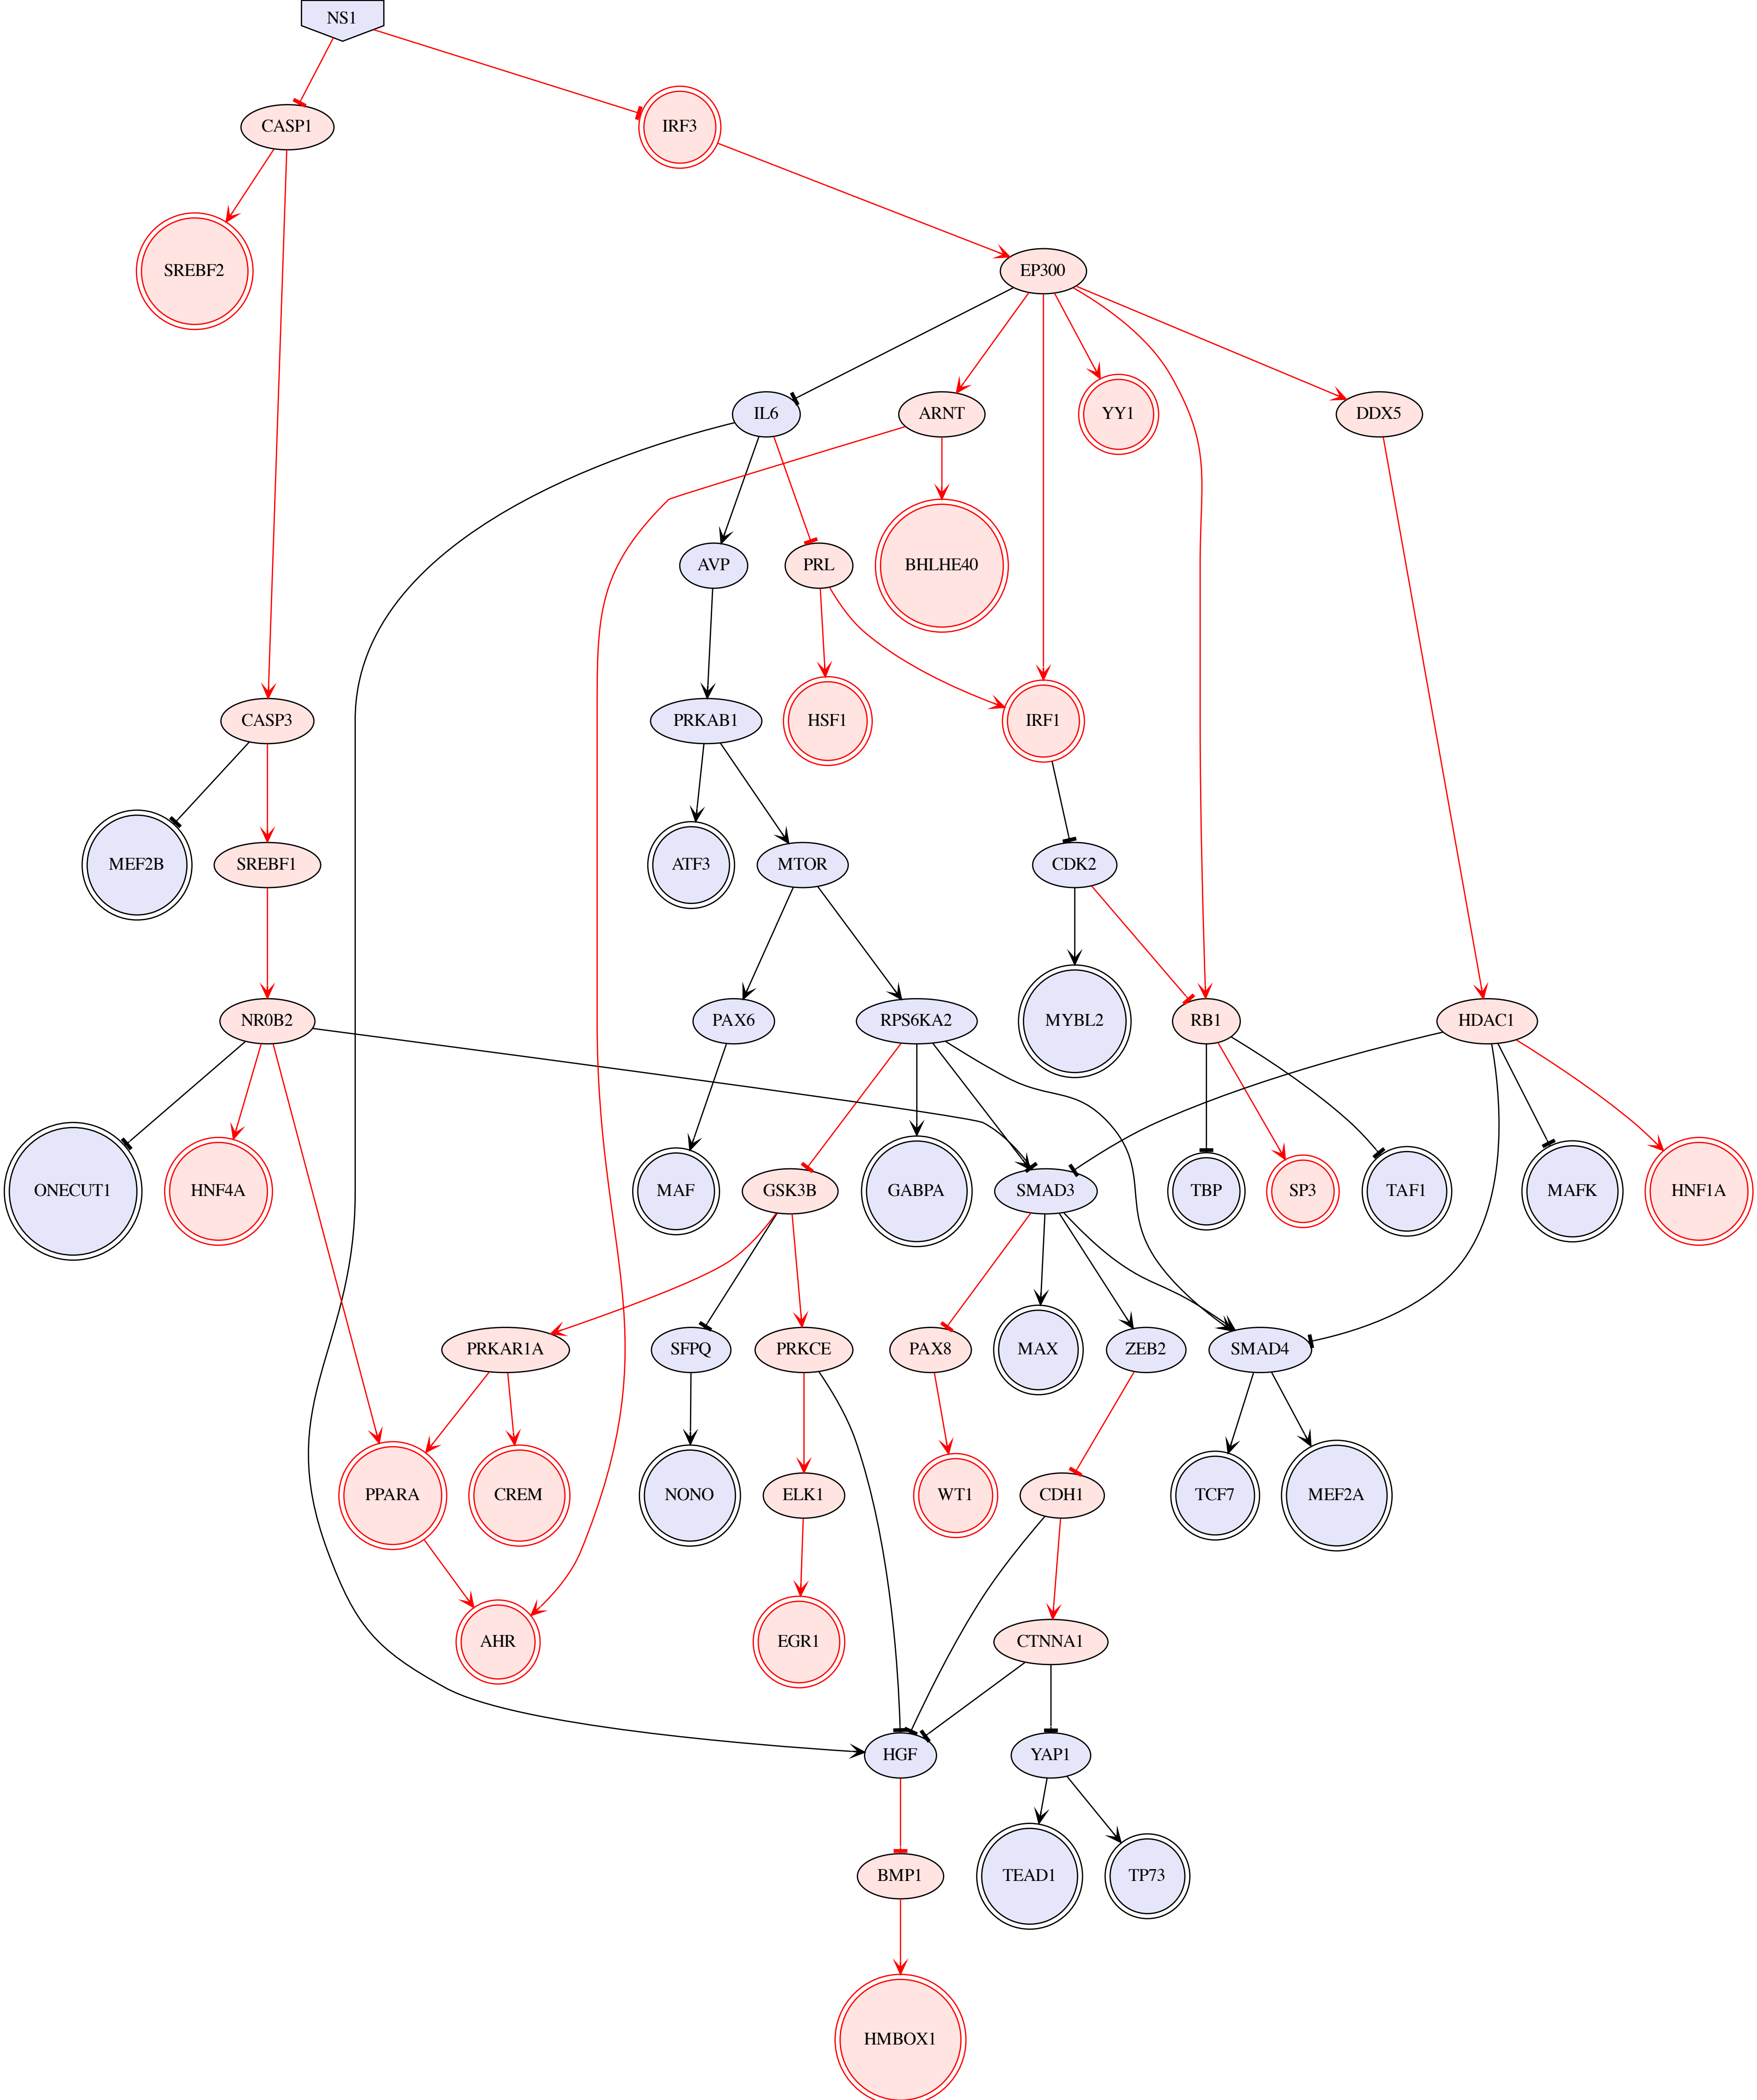 NS1
CASP1
IRF3
SREBF2
EP300
IL6
ARNT
YY1
DDX5
AVP
PRL
BHLHE40
CASP3
PRKAB1
HSF1
IRF1
MEF2B
SREBF1
ATF3
MTOR
CDK2
NR0B2
PAX6
RPS6KA2
MYBL2
RB1
HDAC1
ONECUT1
HNF4A
MAF
GSK3B
GABPA
SMAD3
TBP
SP3
TAF1
MAFK
HNF1A
PRKAR1A
SFPQ
PRKCE
PAX8
MAX
ZEB2
SMAD4
PPARA
CREM
NONO
ELK1
WT1
CDH1
TCF7
MEF2A
AHR
EGR1
CTNNA1
HGF
YAP1
BMP1
TEAD1
TP73
HMBOX1